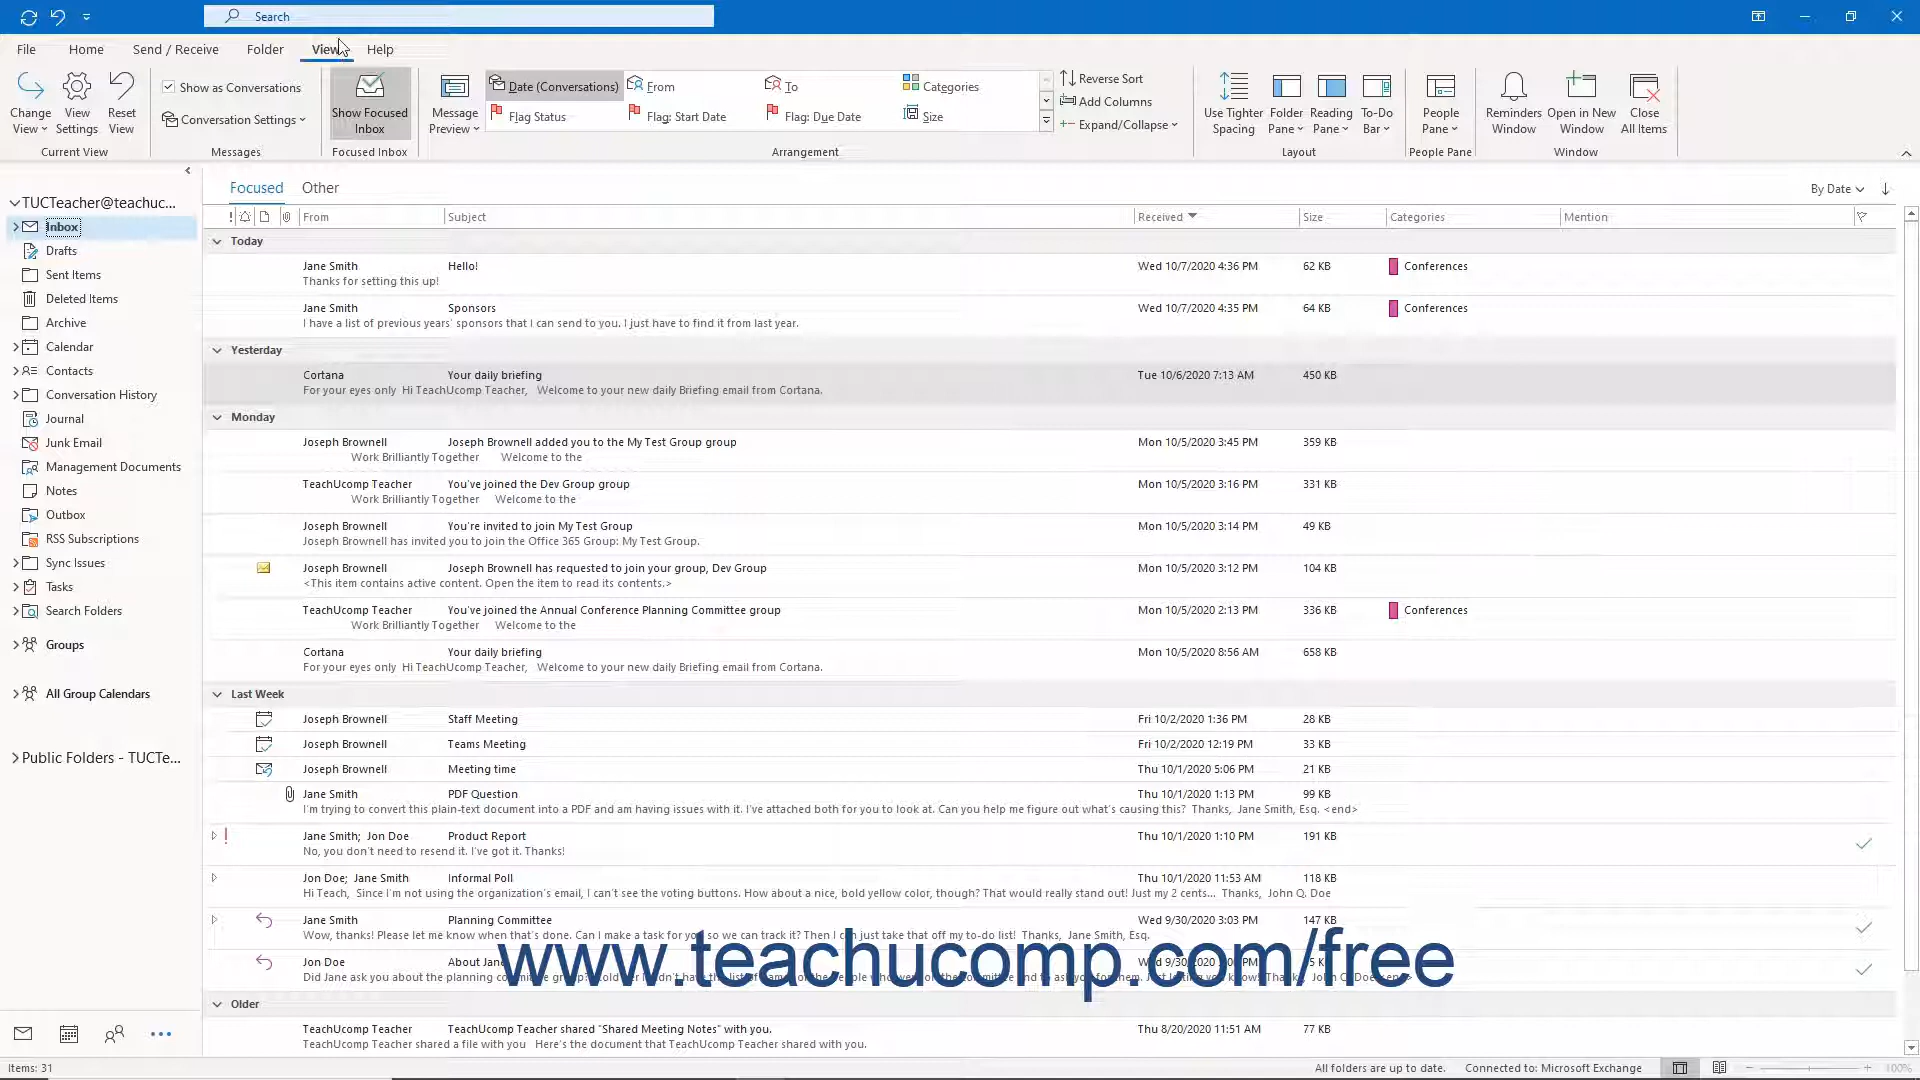 Search
File Home Send / Receive Folder View Help
Change View
View Settings
Reset View
Current View
Show as Conversations
Conversation Settings
Messages
Show Focused Inbox
Focused Inbox
Message Preview
Date (Conversations) From To Categories
Flag Status Flag: Start Date Flag: Due Date Size
Reverse Sort
Add Columns
Expand/Collapse
Arrangement
Use Tighter Spacing
Folder Pane
Reading Pane
To-Do Bar
Layout
People Pane
People Pane
Reminders Window
Open in New Window
Close All Items
Window
TUCTeacher@teachuc...
Inbox
Drafts
Sent Items
Deleted Items
Archive
Calendar
Contacts
Conversation History
Journal
Junk Email
Management Documents
Notes
Outbox
RSS Subscriptions
Sync Issues
Tasks
Search Folders
Groups
All Group Calendars
Public Folders - TUCTe...
Focused Other By Date
! From Subject Received Size Categories Mention
Today
Jane Smith Hello! Wed 10/7/2020 4:36 PM 62 KB Conferences
Thanks for setting this up!
Jane Smith Sponsors Wed 10/7/2020 4:35 PM 64 KB Conferences
I have a list of previous years' sponsors that I can send to you. I just have to find it from last year.
Yesterday
Cortana Your daily briefing Tue 10/6/2020 7:13 AM 450 KB
For your eyes only Hi TeachUcomp Teacher, Welcome to your new daily Briefing email from Cortana.
Monday
Joseph Brownell Joseph Brownell added you to the My Test Group group Mon 10/5/2020 3:45 PM 359 KB
Work Brilliantly Together Welcome to the
TeachUcomp Teacher You've joined the Dev Group group Mon 10/5/2020 3:16 PM 331 KB
Work Brilliantly Together Welcome to the
Joseph Brownell You're invited to join My Test Group Mon 10/5/2020 3:14 PM 49 KB
Joseph Brownell has invited you to join the Office 365 Group: My Test Group.
Joseph Brownell Joseph Brownell has requested to join your group, Dev Group Mon 10/5/2020 3:12 PM 104 KB
<This item contains active content. Open the item to read its contents.>
TeachUcomp Teacher You've joined the Annual Conference Planning Committee group Mon 10/5/2020 2:13 PM 336 KB Conferences
Work Brilliantly Together Welcome to the
Cortana Your daily briefing Mon 10/5/2020 8:56 AM 658 KB
For your eyes only Hi TeachUcomp Teacher, Welcome to your new daily Briefing email from Cortana.
Last Week
Joseph Brownell Staff Meeting Fri 10/2/2020 1:36 PM 28 KB
Joseph Brownell Teams Meeting Fri 10/2/2020 12:19 PM 33 KB
Joseph Brownell Meeting time Thu 10/1/2020 5:06 PM 21 KB
Jane Smith PDF Question Thu 10/1/2020 1:13 PM 99 KB
I'm trying to convert this plain-text document into a PDF and am having issues with it. I've attached both for you to look at. Can you help me figure out what's causing this? Thanks, Jane Smith, Esq. <end>
! Jane Smith; Jon Doe Product Report Thu 10/1/2020 1:10 PM 191 KB
No, you don't need to resend it. I've got it. Thanks!
Jon Doe; Jane Smith Informal Poll Thu 10/1/2020 11:53 AM 118 KB
Hi Teach, Since I'm not using the organization's email, I can't see the voting buttons. How about a nice, bold yellow color, though? That would really stand out! Just my 2 cents... Thanks, John Q. Doe
Jane Smith Planning Committee Wed 9/30/2020 3:03 PM 147 KB
Wow, thanks! Please let me know when that's done. Can I make a task for you so we can track it? Then I can just take that off my to-do list! Thanks, Jane Smith, Esq.
www.teachucomp.com/free
Jon Doe About Jane
Did Jane ask you about the planning
Older
TeachUcomp Teacher TeachUcomp Teacher shared "Shared Meeting Notes" with you. Thu 8/20/2020 11:51 AM 77 KB
TeachUcomp Teacher shared a file with you Here's the document that TeachUcomp Teacher shared with you.
Items: 31 All folders are up to date. Connected to: Microsoft Exchange 100%